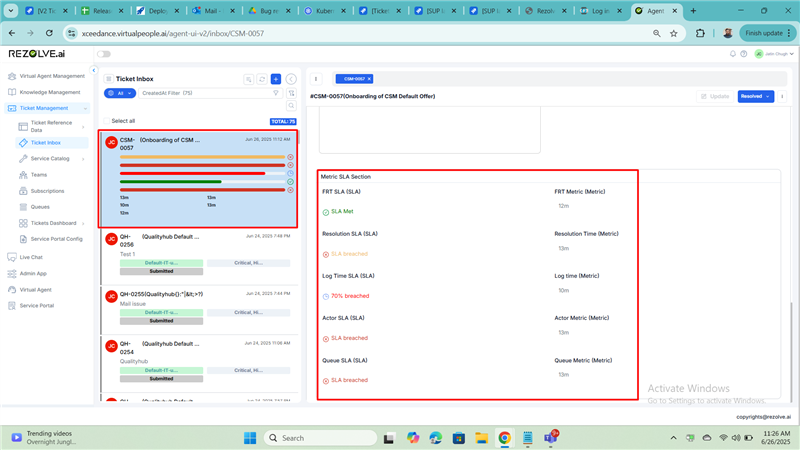 [V2 Tic
Release
Deploy
Mail -
Bug re
Kubern
[Ticket
[SUP b
[SUP b
Rezolv
Log in
Agent
xceedance.virtualpeople.ai/agent-ui-v2/inbox/CSM-0057
Finish update
REZOLVE.ai
Virtual Agent Management
Knowledge Management
Ticket Management
Ticket Reference
Data
Ticket Inbox
Service Catalog
Teams
Subscriptions
Queues
Tickets Dashboard
Service Portal Config
Live Chat
Admin App
Virtual Agent
Service Portal
Ticket Inbox
All
CreatedAt Filter (75)
Select all
TOTAL: 75
JC
CSM-
0057
(Onboarding of CSM ...
Jun 26, 2025 11:12 AM
13m
13m
10m
13m
12m
JC
QH-
0256
(Qualityhub Default ...
Jun 24, 2025 7:48 PM
Test 1
Default-IT-u...
Critical, Hi...
Submitted
JC
QH-0255(Qualityhub{}:"|&lt;>?)
Jun 24, 2025 7:44 PM
Mail issue
Default-IT-u...
Critical, Hi...
Submitted
JC
QH-
0254
(Qualityhub Default ...
Jun 24, 2025 11:08 AM
Qualityhub
Default-IT-u...
Critical, Hi...
Submitted
CSM-0057
#CSM-0057(Onboarding of CSM Default Offer)
Update
Resolved
Metric SLA Section
FRT SLA (SLA)
FRT Metric (Metric)
SLA Met
12m
Resolution SLA (SLA)
Resolution Time (Metric)
SLA breached
13m
Log Time SLA (SLA)
Log time (Metric)
70% breached
10m
Actor SLA (SLA)
Actor Metric (Metric)
SLA breached
13m
Queue SLA (SLA)
Queue Metric (Metric)
SLA breached
13m
Activate Windows
Go to Settings to activate Windows.
copyrights@rezolve.ai
Trending videos
Overnight Jungl...
Search
11:26 AM
6/26/2025